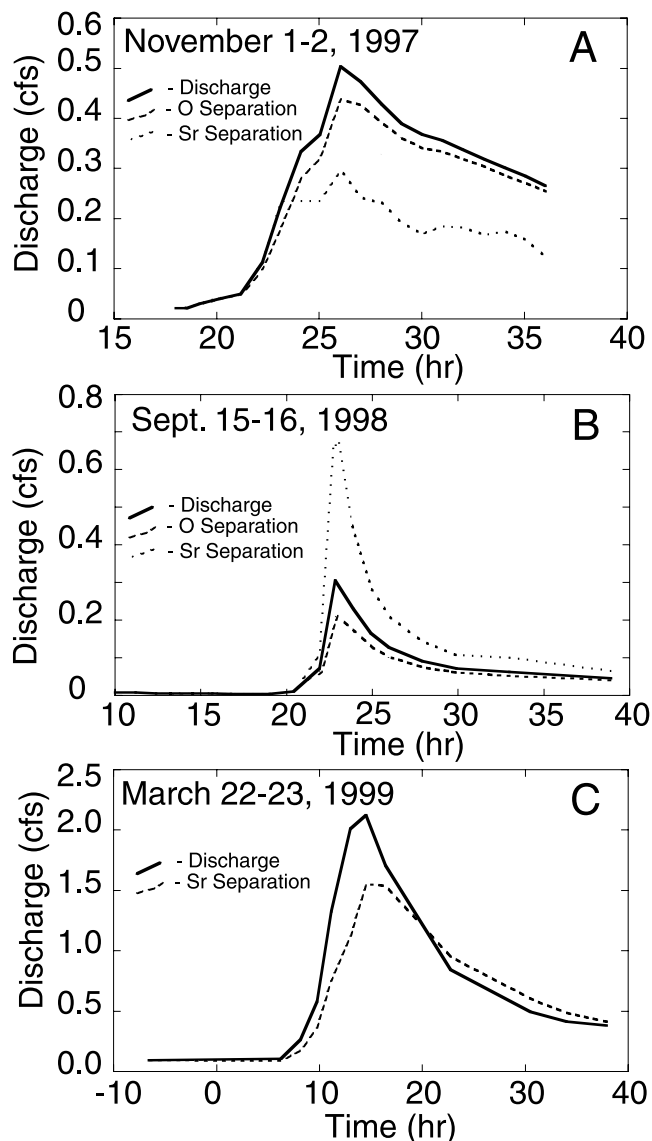 November 1-2, 1997
A
- Discharge
- O Separation
- Sr Separation
Discharge (cfs)
0.6
0.5
0.4
0.3
0.2
0.1
0
15 20 25 30 35 40
Time (hr)
Sept. 15-16, 1998
B
- Discharge
- O Separation
- Sr Separation
Discharge (cfs)
0.8
0.6
0.4
0.2
0
10 15 20 25 30 35 40
Time (hr)
March 22-23, 1999
C
- Discharge
- Sr Separation
Discharge (cfs)
2.5
2.0
1.5
1.0
0.5
0.0
-10 0 10 20 30 40
Time (hr)